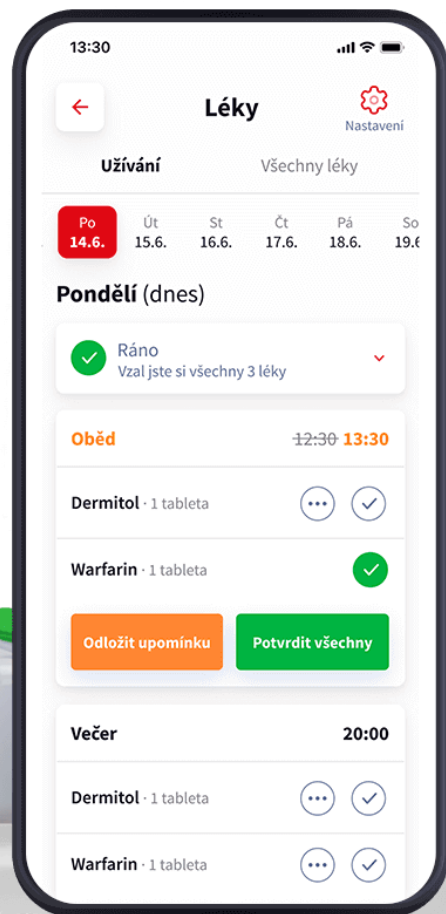 13:30
Léky
Nastavení
Užívání Všechny léky
Po Út St Čt Pá So
14.6. 15.6. 16.6. 17.6. 18.6. 19.6
Pondělí (dnes)
Ráno
Vzal jste si všechny 3 léky
Oběd 12:30 13:30
Dermitol · 1 tableta
Warfarin · 1 tableta
Odložit upomínku Potvrdit všechny
Večer 20:00
Dermitol · 1 tableta
Warfarin · 1 tableta